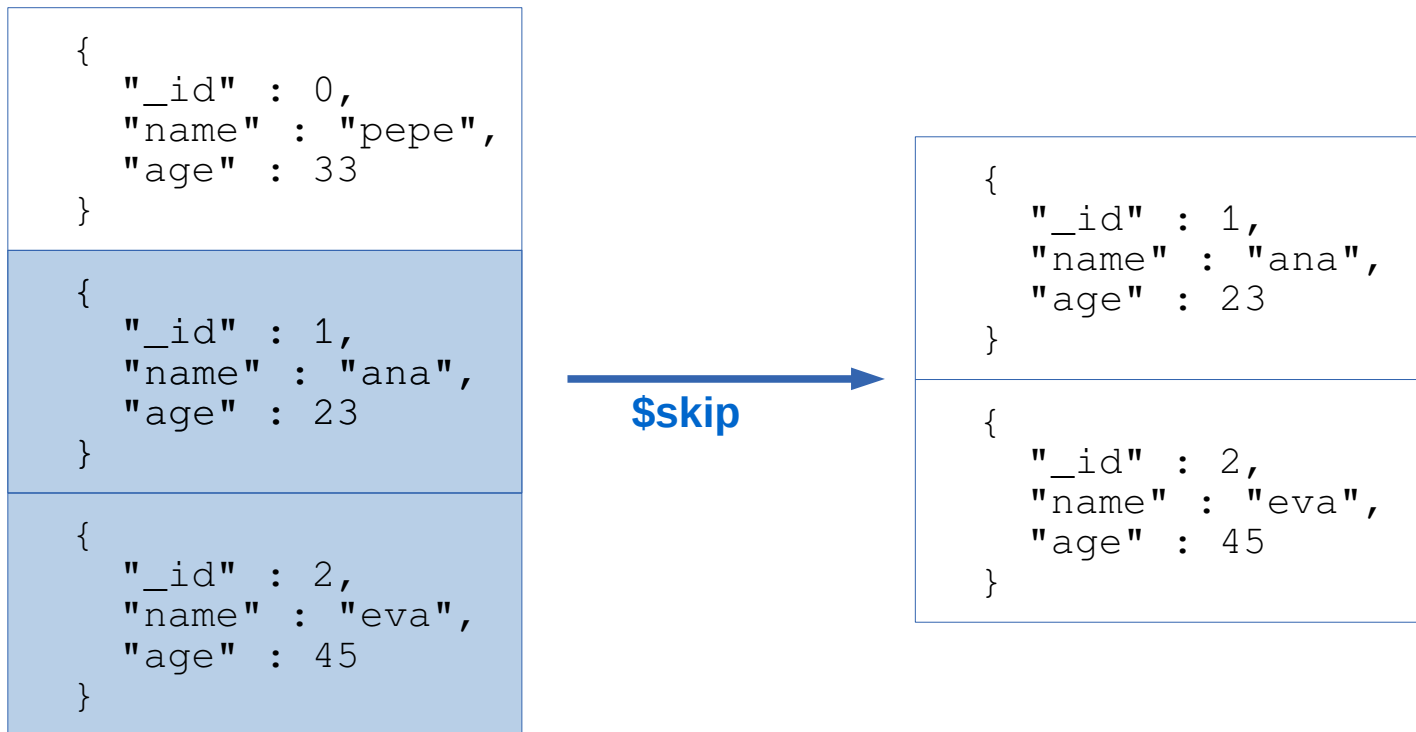 {
"_id" : 0,
"name" : "pepe",
"age" : 33
}
{
"_id" : 1,
"name" : "ana",
"age" : 23
}
{
"_id" : 2,
"name" : "eva",
"age" : 45
}
$skip
{
"_id" : 1,
"name" : "ana",
"age" : 23
}
{
"_id" : 2,
"name" : "eva",
"age" : 45
}